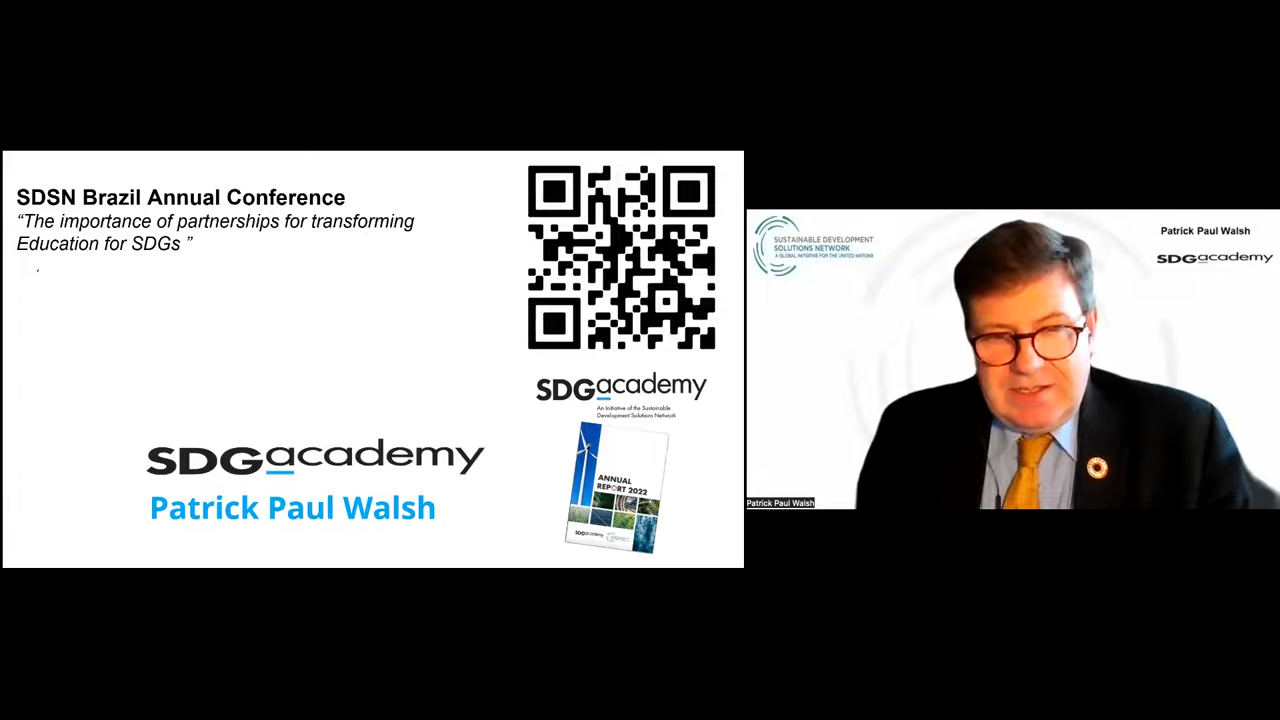 SDSN Brazil Annual Conference
“The importance of partnerships for transforming
Education for SDGs ”
SDGacademy
Patrick Paul Walsh
SDGacademy
An Initiative of the Sustainable
Development Solutions Network
ANNUAL
REPORT 2022
SDGacademy
SUSTAINABLE DEVELOPMENT
SOLUTIONS NETWORK
A GLOBAL INITIATIVE FOR THE UNITED NATIONS
Patrick Paul Walsh
SDGacademy
Patrick Paul Walsh